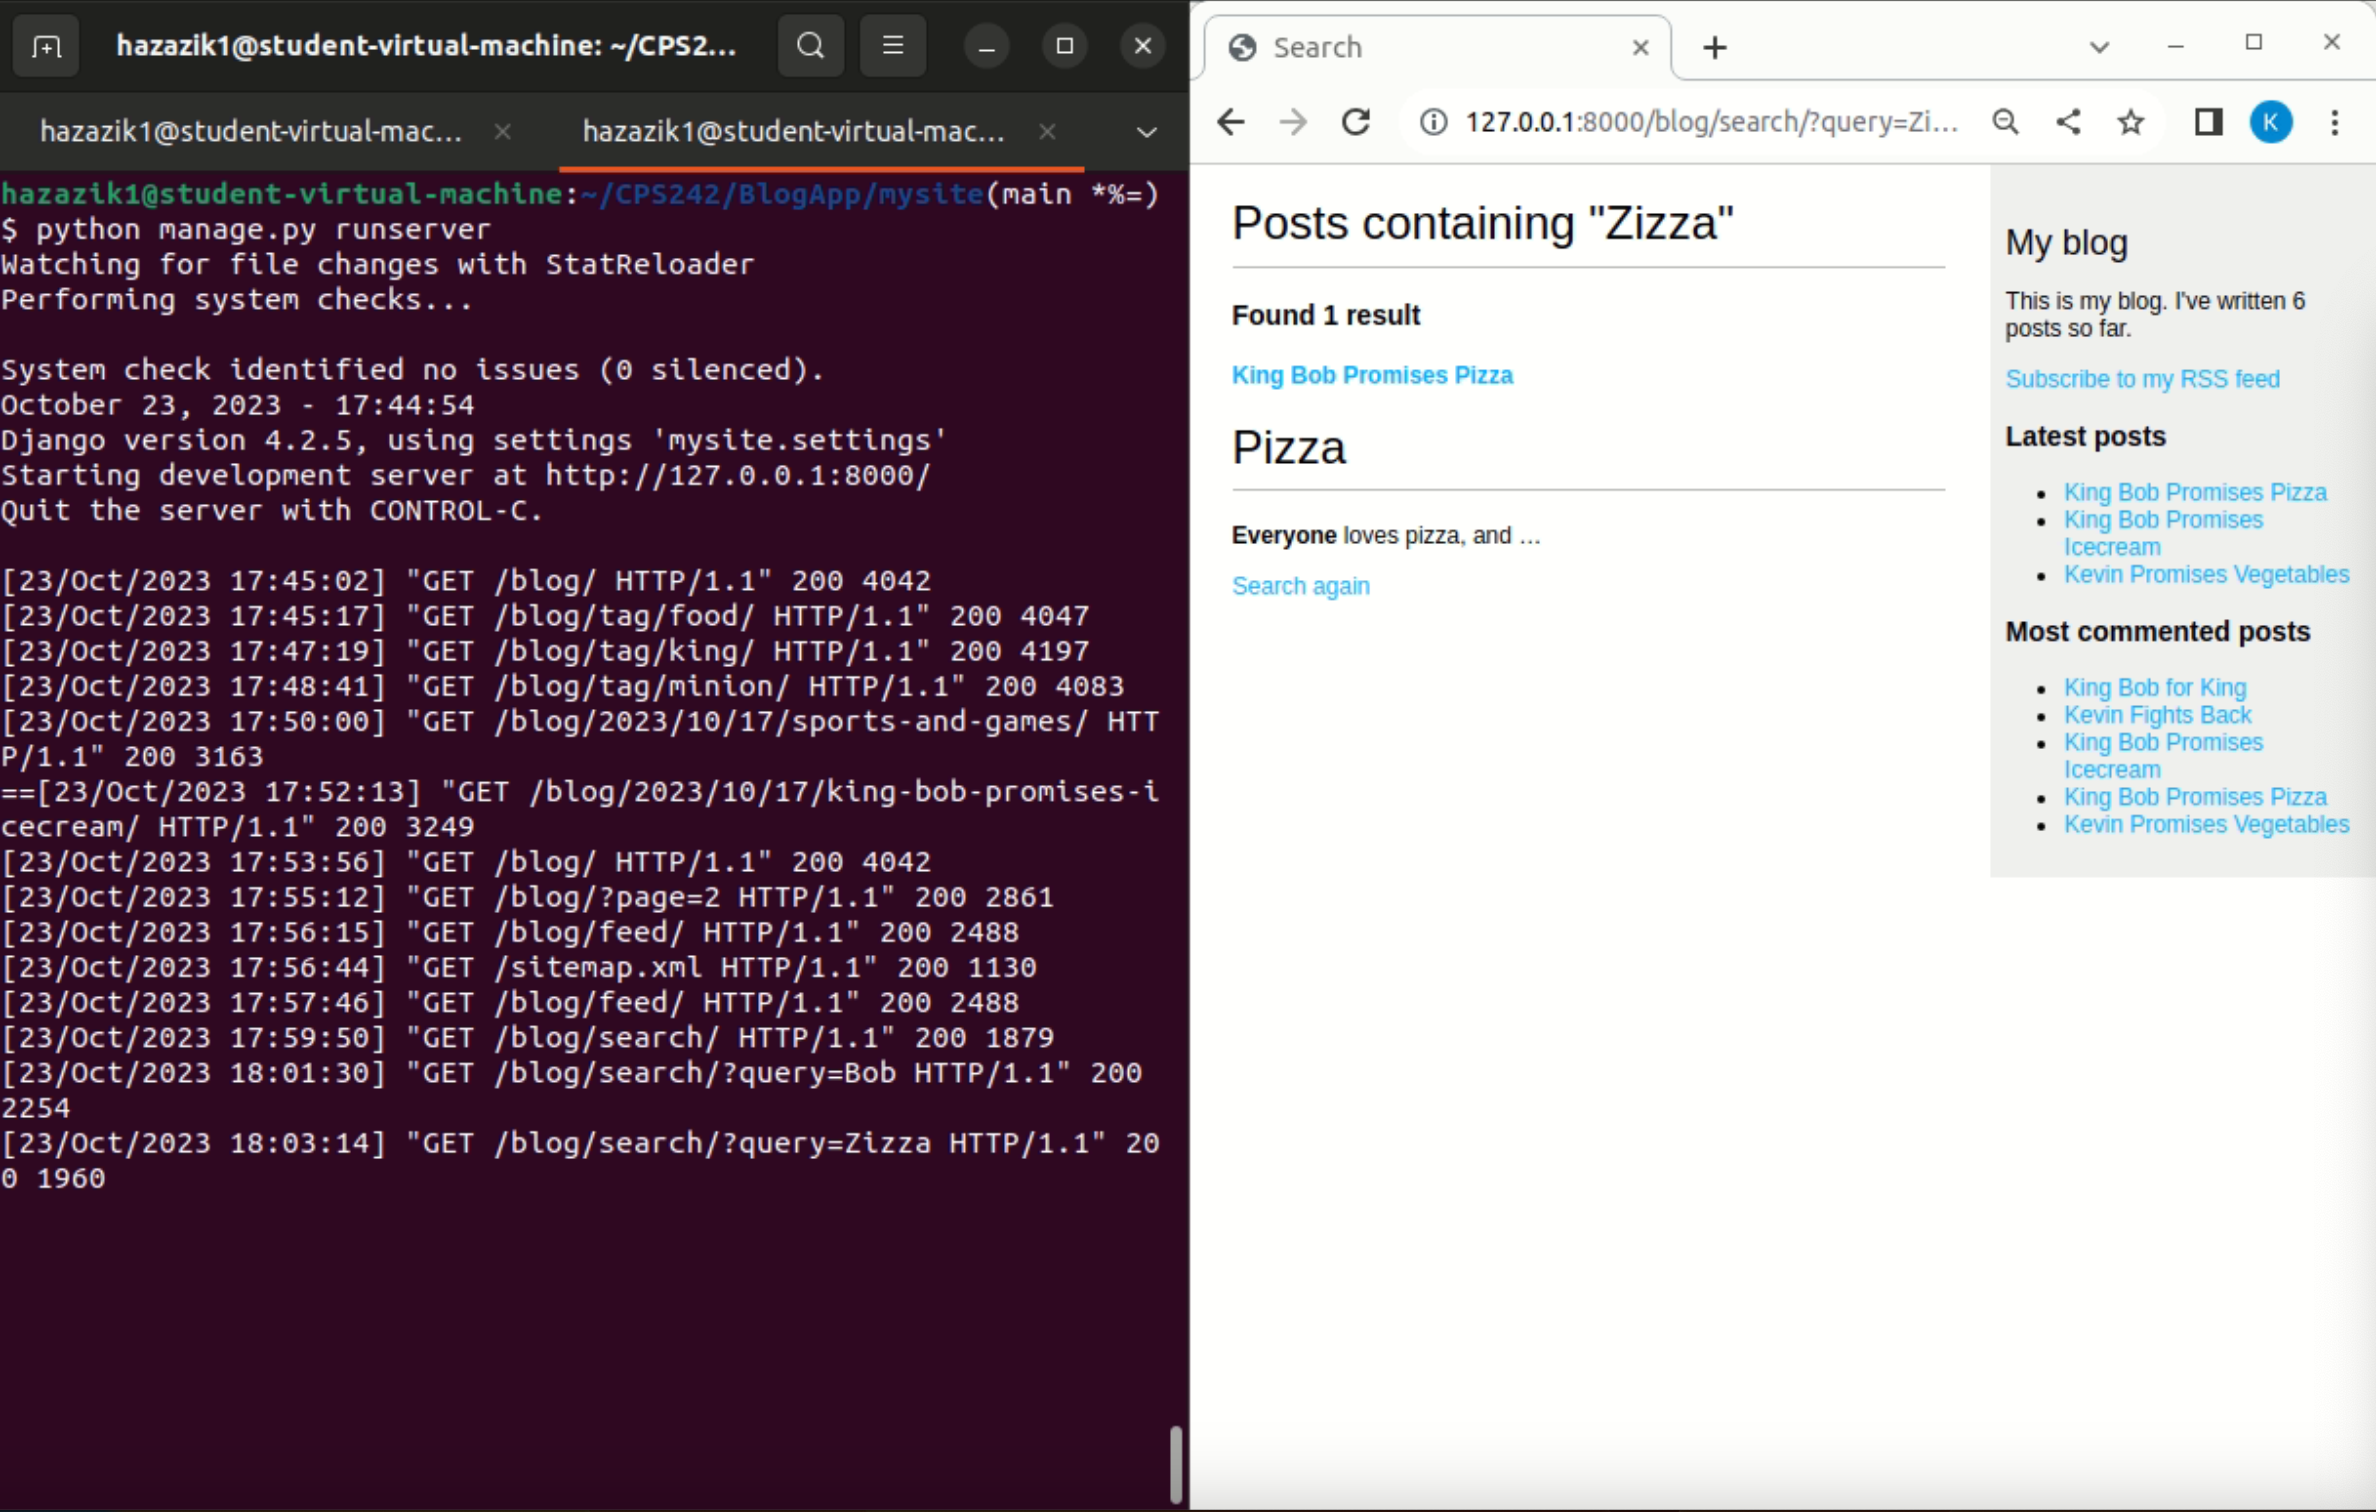 hazazik1@student-virtual-machine: ~/CPS2...
hazazik1@student-virtual-mac...
hazazik1@student-virtual-mac...
hazazik1@student-virtual-machine:~/CPS242/BlogApp/mysite(main *%=)
$ python manage.py runserver
Watching for file changes with StatReloader
Performing system checks...
System check identified no issues (0 silenced).
October 23, 2023 - 17:44:54
Django version 4.2.5, using settings 'mysite.settings'
Starting development server at http://127.0.0.1:8000/
Quit the server with CONTROL-C.
[23/Oct/2023 17:45:02] "GET /blog/ HTTP/1.1" 200 4042
[23/Oct/2023 17:45:17] "GET /blog/tag/food/ HTTP/1.1" 200 4047
[23/Oct/2023 17:47:19] "GET /blog/tag/king/ HTTP/1.1" 200 4197
[23/Oct/2023 17:48:41] "GET /blog/tag/minion/ HTTP/1.1" 200 4083
[23/Oct/2023 17:50:00] "GET /blog/2023/10/17/sports-and-games/ HTT
P/1.1" 200 3163
==[23/Oct/2023 17:52:13] "GET /blog/2023/10/17/king-bob-promises-i
cecream/ HTTP/1.1" 200 3249
[23/Oct/2023 17:53:56] "GET /blog/ HTTP/1.1" 200 4042
[23/Oct/2023 17:55:12] "GET /blog/?page=2 HTTP/1.1" 200 2861
[23/Oct/2023 17:56:15] "GET /blog/feed/ HTTP/1.1" 200 2488
[23/Oct/2023 17:56:44] "GET /sitemap.xml HTTP/1.1" 200 1130
[23/Oct/2023 17:57:46] "GET /blog/feed/ HTTP/1.1" 200 2488
[23/Oct/2023 17:59:50] "GET /blog/search/ HTTP/1.1" 200 1879
[23/Oct/2023 18:01:30] "GET /blog/search/?query=Bob HTTP/1.1" 200
2254
[23/Oct/2023 18:03:14] "GET /blog/search/?query=Zizza HTTP/1.1" 20
0 1960
Search
127.0.0.1:8000/blog/search/?query=Zi...
K
Posts containing "Zizza"
Found 1 result
King Bob Promises Pizza
Pizza
Everyone loves pizza, and …
Search again
My blog
This is my blog. I've written 6
posts so far.
Subscribe to my RSS feed
Latest posts
King Bob Promises Pizza
King Bob Promises
Icecream
Kevin Promises Vegetables
Most commented posts
King Bob for King
Kevin Fights Back
King Bob Promises
Icecream
King Bob Promises Pizza
Kevin Promises Vegetables